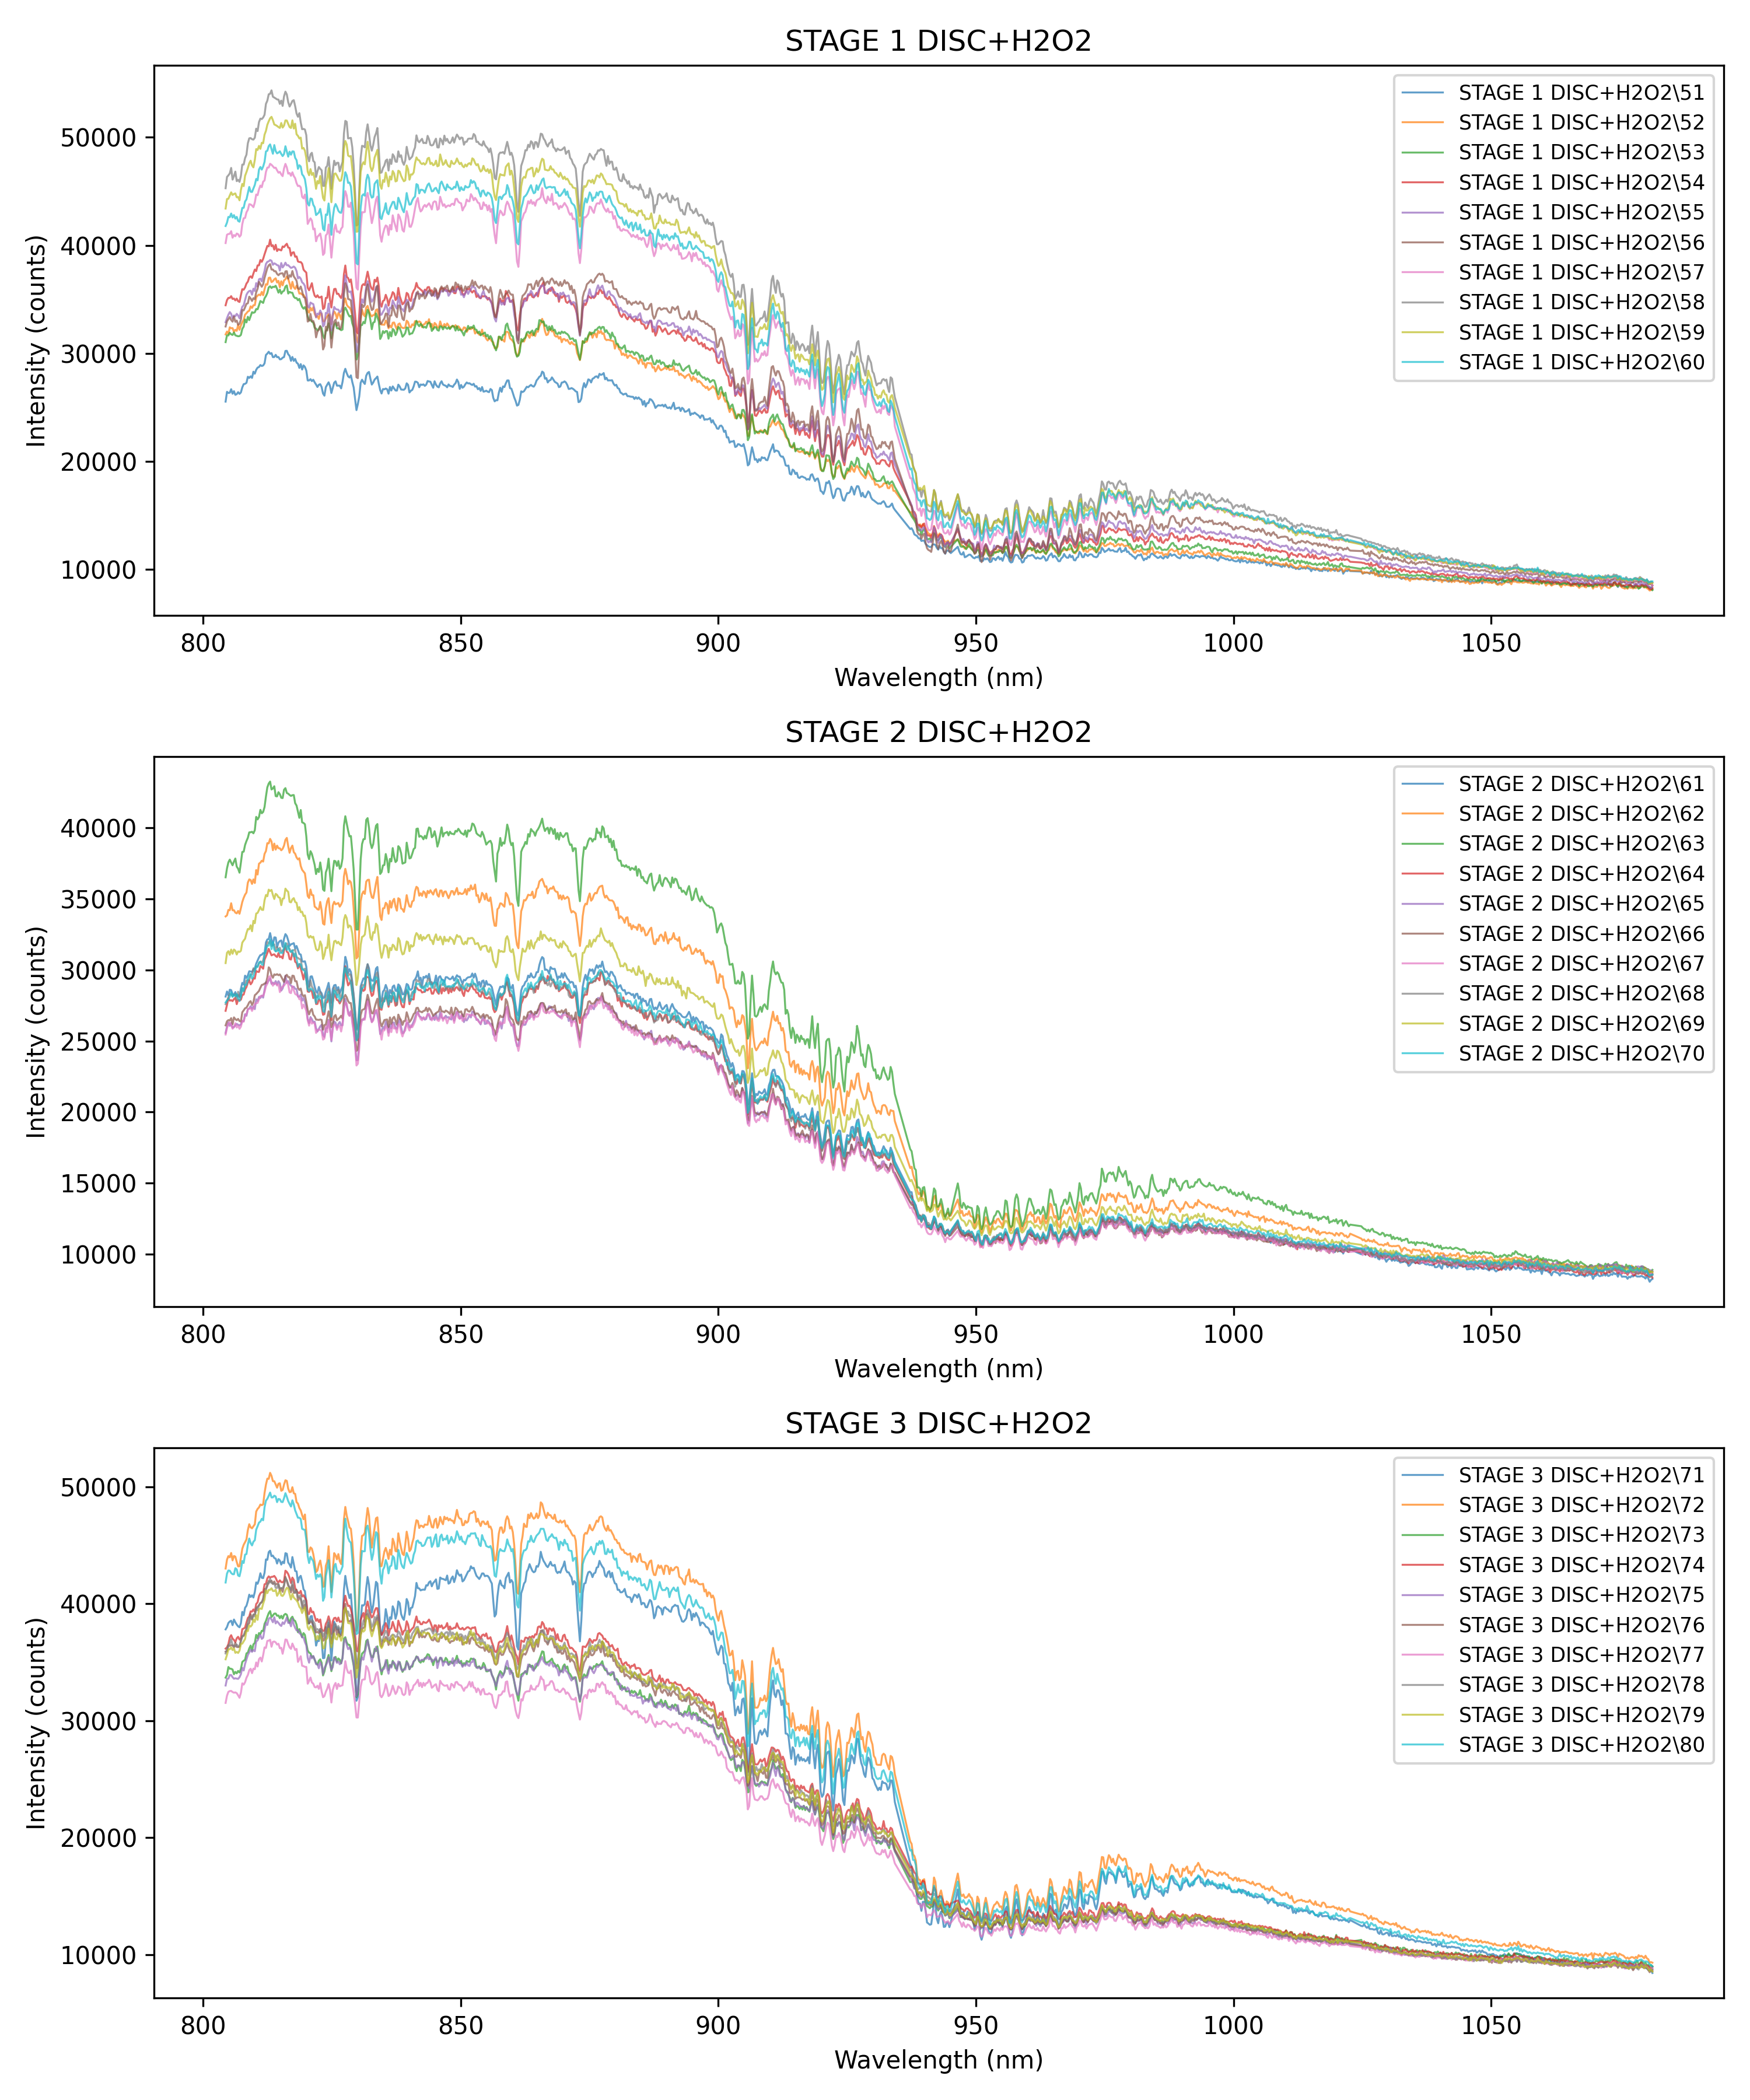 STAGE 1 DISC+H2O2
Intensity (counts)
50000
40000
30000
20000
10000
STAGE 1 DISC+H2O2\51
STAGE 1 DISC+H2O2\52
STAGE 1 DISC+H2O2\53
STAGE 1 DISC+H2O2\54
STAGE 1 DISC+H2O2\55
STAGE 1 DISC+H2O2\56
STAGE 1 DISC+H2O2\57
STAGE 1 DISC+H2O2\58
STAGE 1 DISC+H2O2\59
STAGE 1 DISC+H2O2\60
800 850 900 950 1000 1050
Wavelength (nm)
STAGE 2 DISC+H2O2
Intensity (counts)
40000
35000
30000
25000
20000
15000
10000
STAGE 2 DISC+H2O2\61
STAGE 2 DISC+H2O2\62
STAGE 2 DISC+H2O2\63
STAGE 2 DISC+H2O2\64
STAGE 2 DISC+H2O2\65
STAGE 2 DISC+H2O2\66
STAGE 2 DISC+H2O2\67
STAGE 2 DISC+H2O2\68
STAGE 2 DISC+H2O2\69
STAGE 2 DISC+H2O2\70
800 850 900 950 1000 1050
Wavelength (nm)
STAGE 3 DISC+H2O2
Intensity (counts)
50000
40000
30000
20000
10000
STAGE 3 DISC+H2O2\71
STAGE 3 DISC+H2O2\72
STAGE 3 DISC+H2O2\73
STAGE 3 DISC+H2O2\74
STAGE 3 DISC+H2O2\75
STAGE 3 DISC+H2O2\76
STAGE 3 DISC+H2O2\77
STAGE 3 DISC+H2O2\78
STAGE 3 DISC+H2O2\79
STAGE 3 DISC+H2O2\80
800 850 900 950 1000 1050
Wavelength (nm)